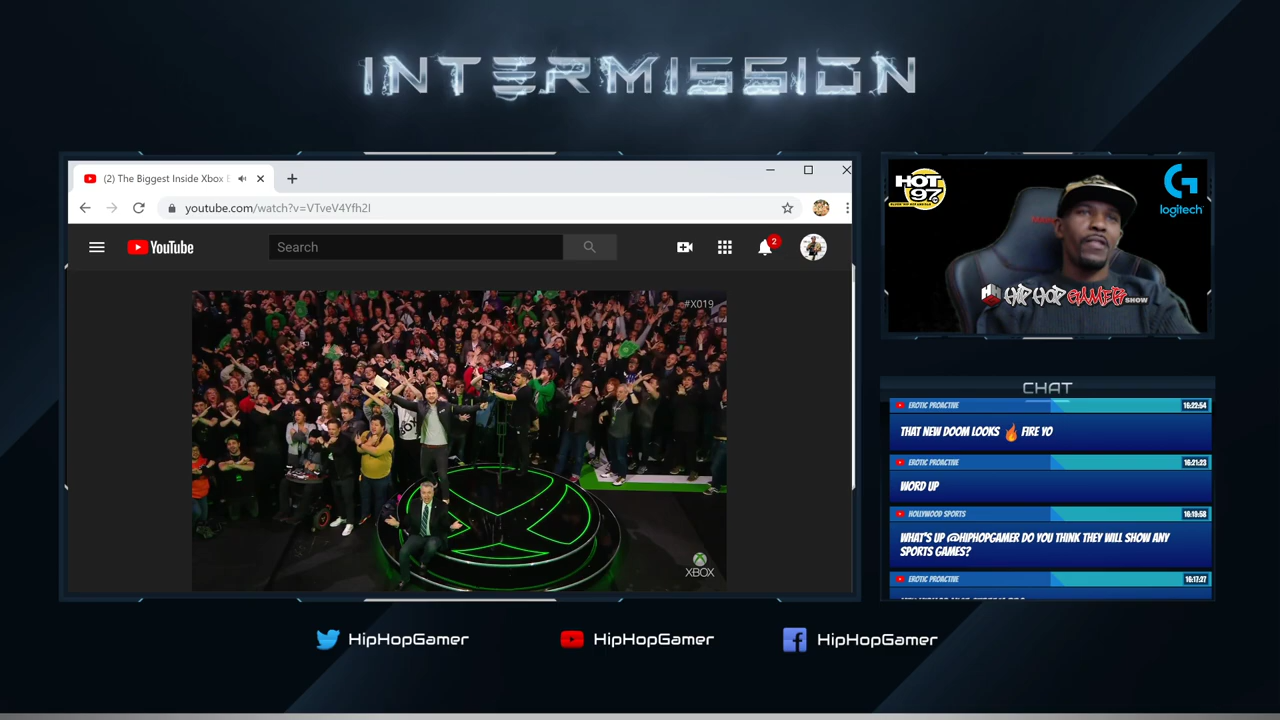 INTERMISSION
(2) The Biggest Inside Xbox E
youtube.com/watch?v=VTveV4Yfh2I
YouTube
Search
2
#X019
XBOX
HOT
97
logitech
HIP HOP GAMER SHOW
CHAT
EROTIC PROACTIVE 16:22:54
THAT NEW DOOM LOOKS 🔥 FIRE YO
EROTIC PROACTIVE 16:21:23
WORD UP
HOLLYWOOD SPORTS 16:19:58
WHAT'S UP @HIPHOPGAMER DO YOU THINK THEY WILL SHOW ANY
SPORTS GAMES?
EROTIC PROACTIVE 16:17:27
HipHopGamer
HipHopGamer
HipHopGamer